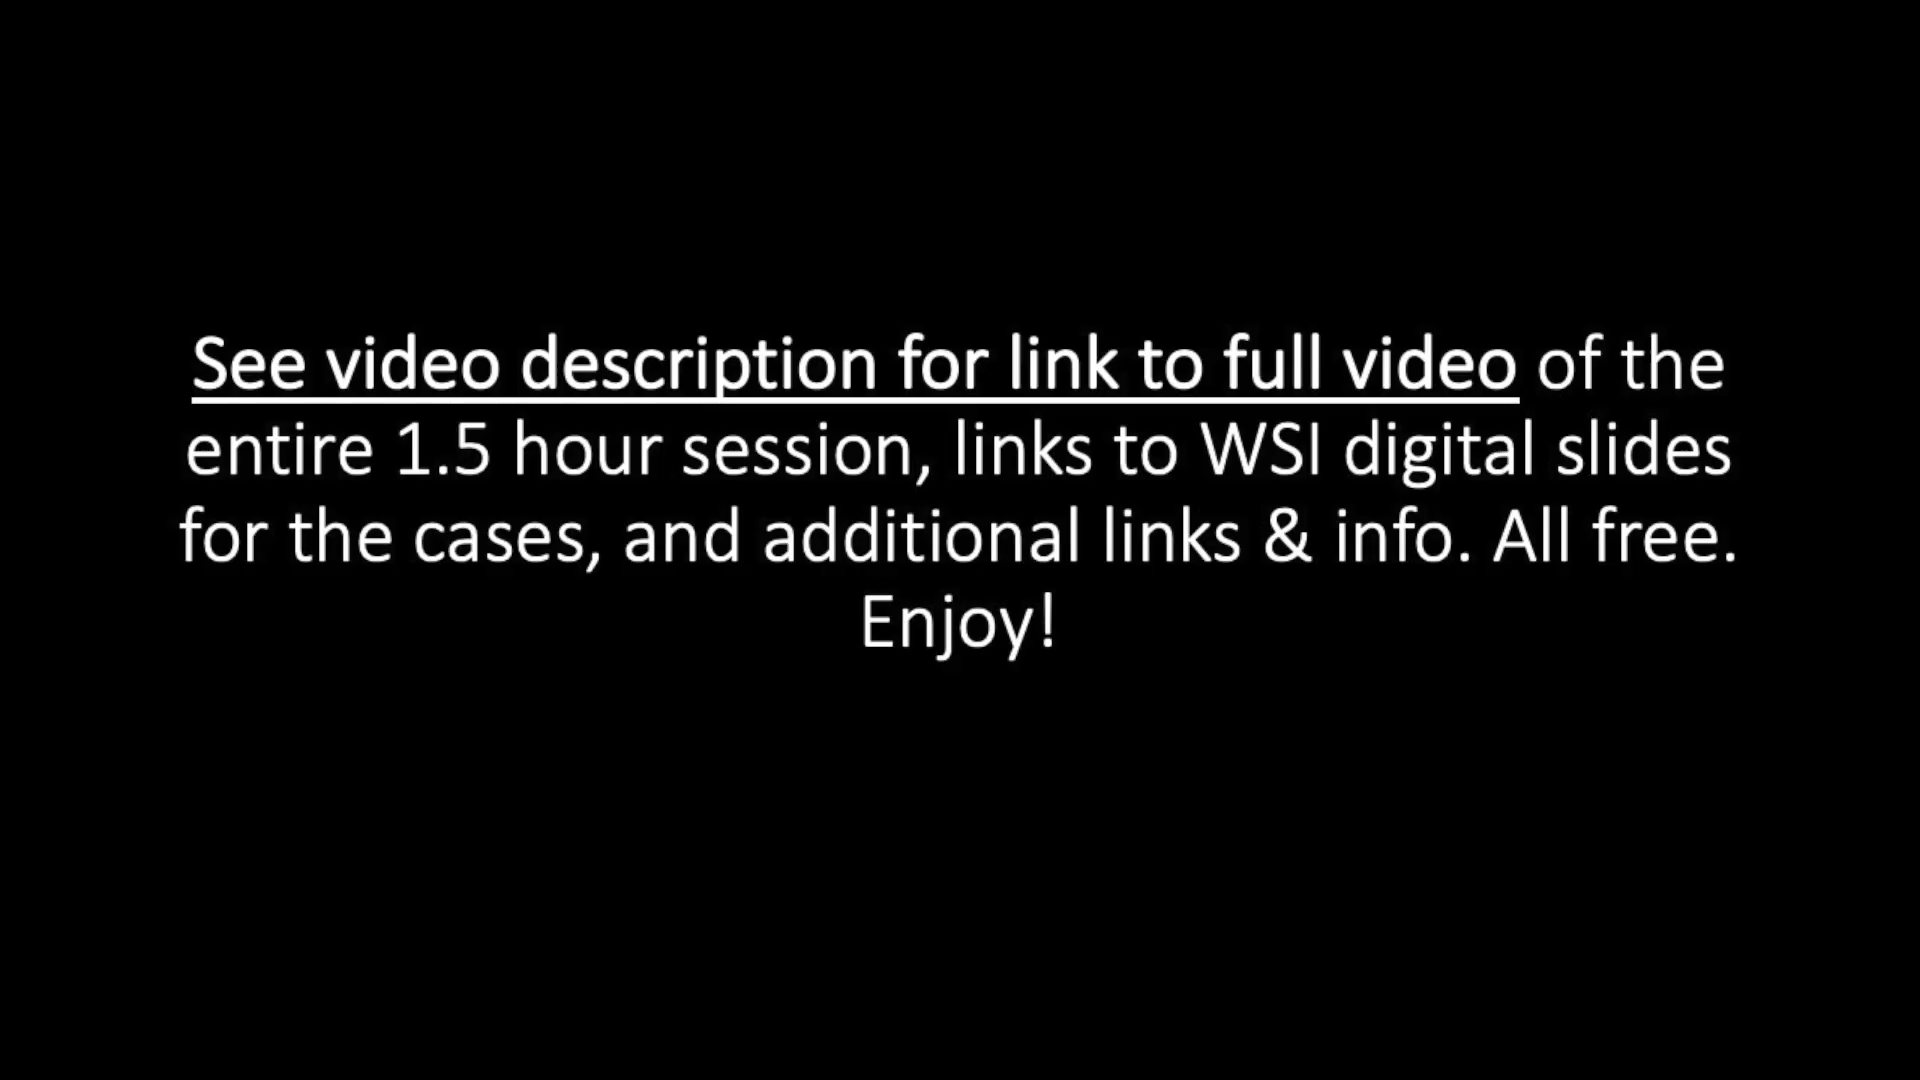 See video description for link to full video of the
entire 1.5 hour session, links to WSI digital slides
for the cases, and additional links & info. All free.
Enjoy!